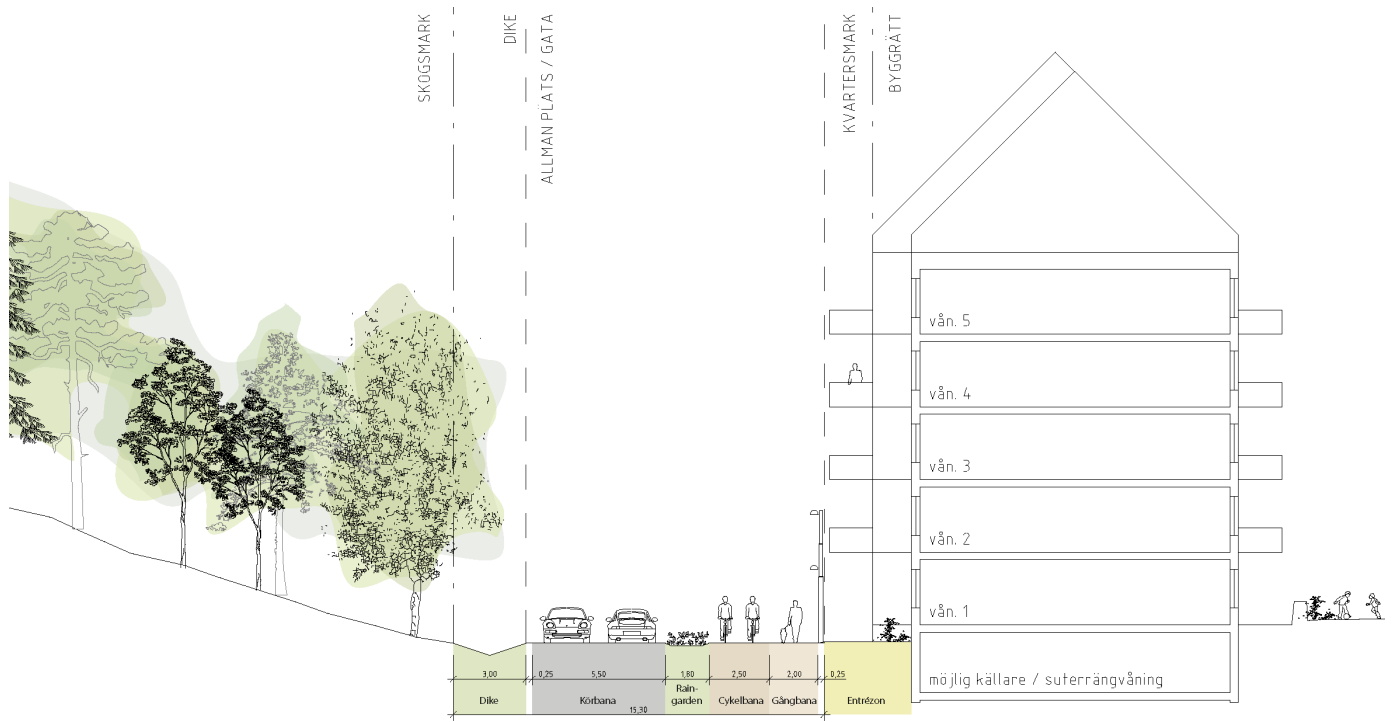 SKOGSMARK
DIKE
ALLMAN PLATS / GATA
KVARTERSMARK
BYGGRÄTT
vån. 5
vån. 4
vån. 3
vån. 2
vån. 1
möjlig källare / suterrängvåning
3,00
0,25
5,50
1,80
2,50
2,00
0,25
Dike
Körbana
Rain-
garden
Cykelbana
Gångbana
Entrézon
15,30